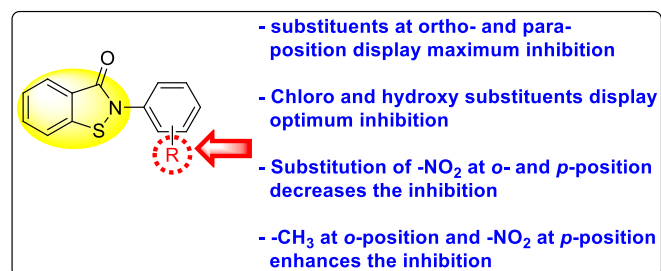 - substituents at ortho- and para-
position display maximum inhibition
O
N
S
R
- Chloro and hydroxy substituents display
optimum inhibition
- Substitution of -NO₂ at o- and p-position
decreases the inhibition
- -CH₃ at o-position and -NO₂ at p-position
enhances the inhibition